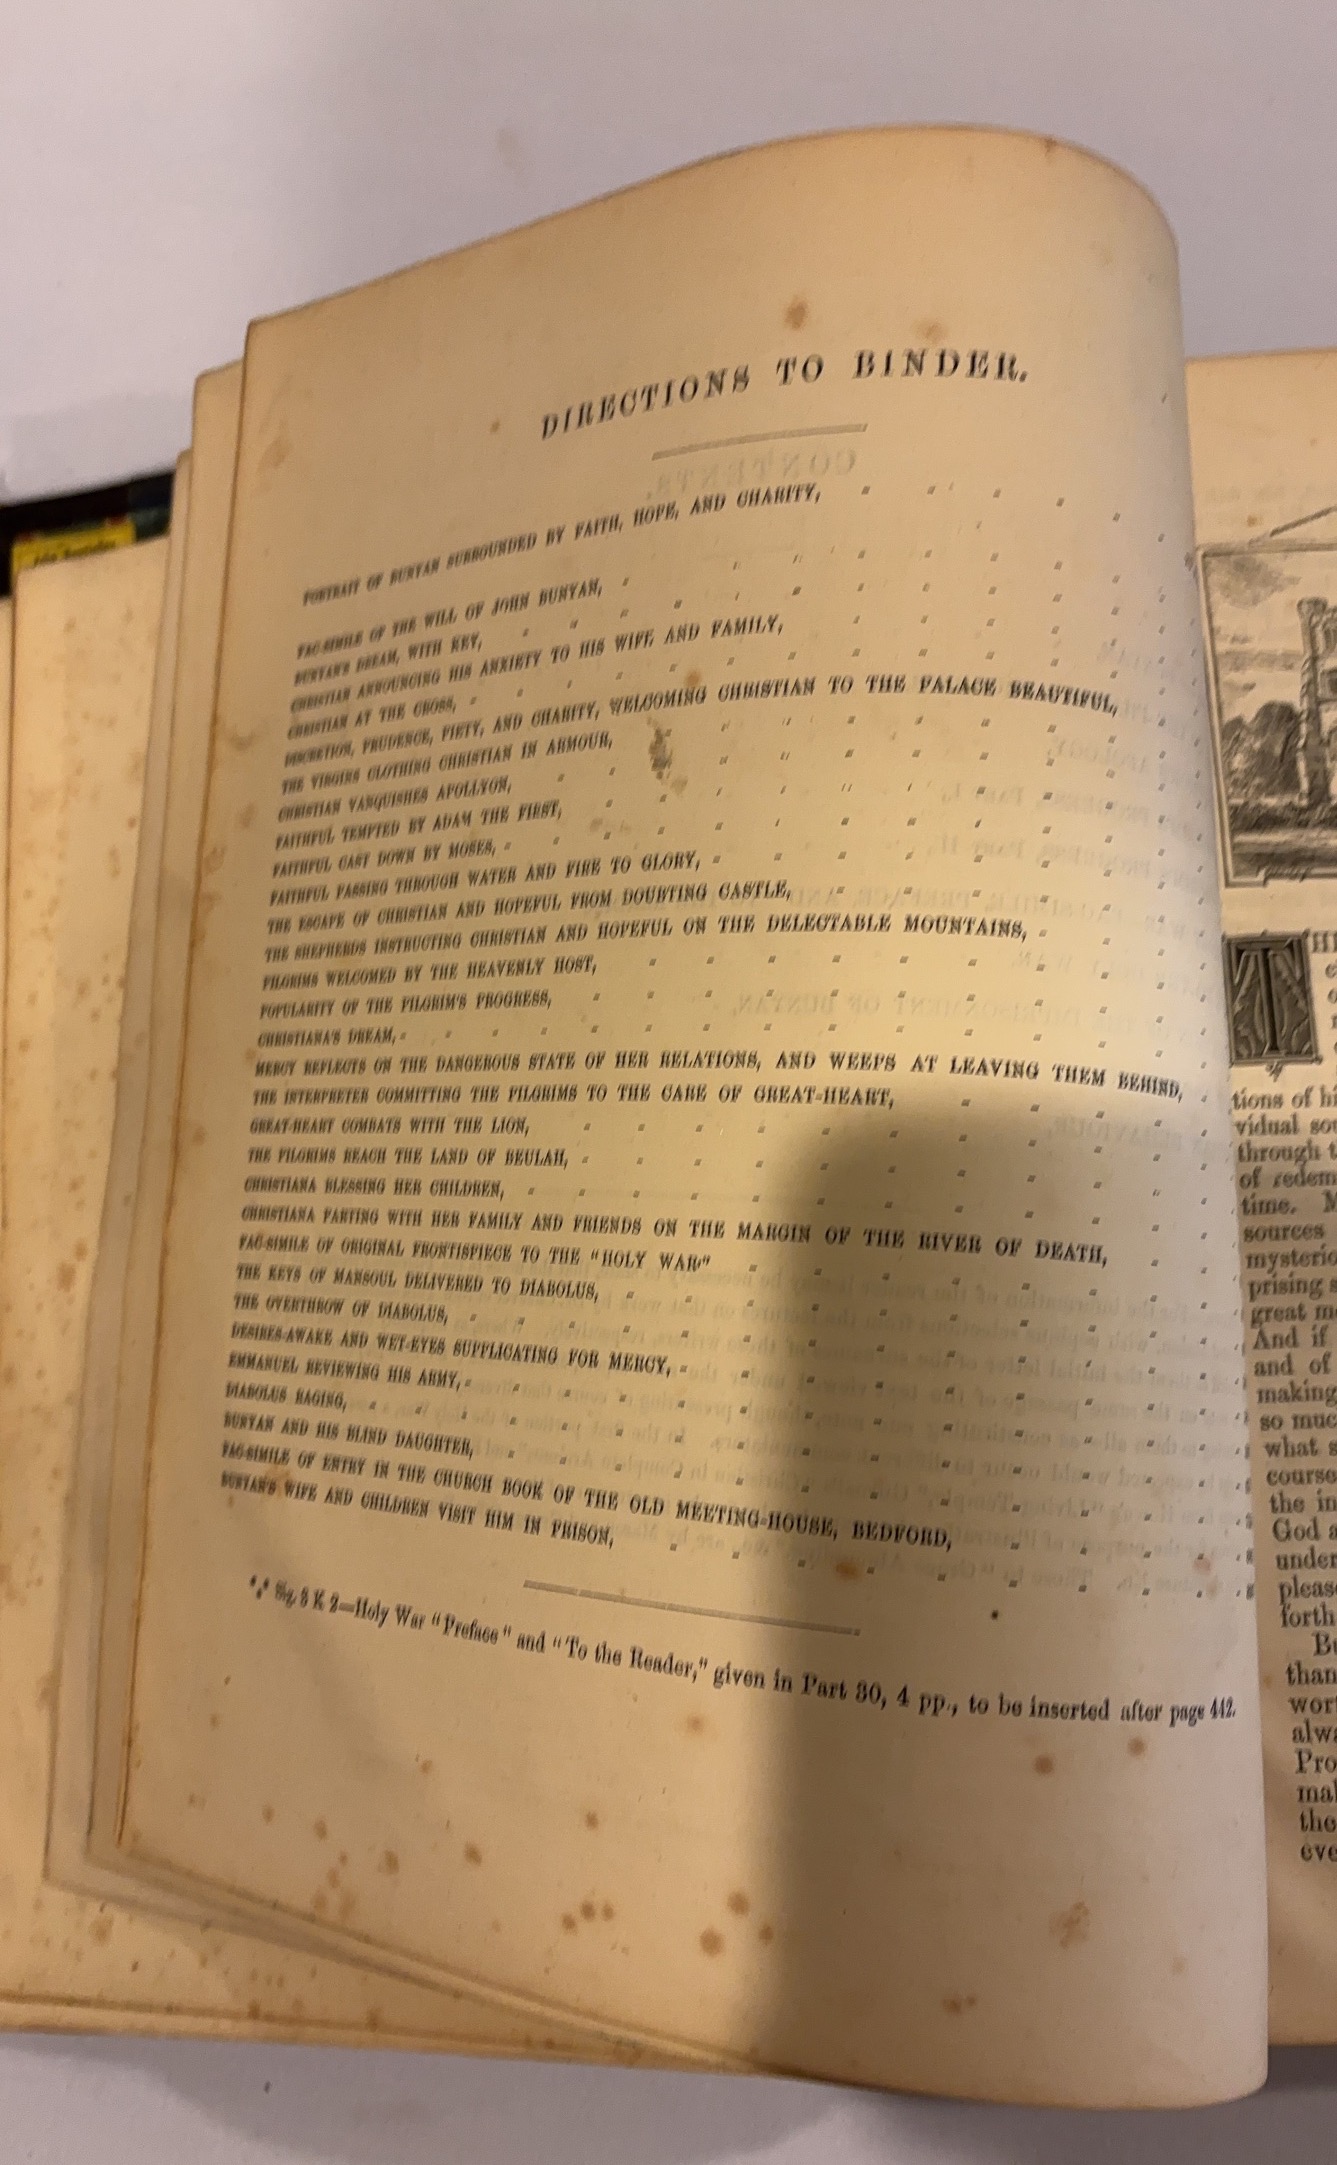 DIRECTIONS TO BINDER.
PORTRAIT OF BUNYAN SURROUNDED BY FAITH, HOPE, AND CHARITY,
FAC-SIMILE OF THE WILL OF JOHN BUNYAN,
BUNYAN'S DREAM, WITH KEY,
CHRISTIAN ANNOUNCING HIS ANXIETY TO HIS WIFE AND FAMILY,
CHRISTIAN AT THE CROSS,
DISCRETION, PRUDENCE, PIETY, AND CHARITY, WELCOMING CHRISTIAN TO THE PALACE BEAUTIFUL,
THE VIRGINS CLOTHING CHRISTIAN IN ARMOUR,
CHRISTIAN VANQUISHES APOLLYON,
FAITHFUL TEMPTED BY ADAM THE FIRST,
FAITHFUL CAST DOWN BY MOSES,
FAITHFUL PASSING THROUGH WATER AND FIRE TO GLORY,
THE ESCAPE OF CHRISTIAN AND HOPEFUL FROM DOUBTING CASTLE,
THE SHEPHERDS INSTRUCTING CHRISTIAN AND HOPEFUL ON THE DELECTABLE MOUNTAINS,
PILGRIMS WELCOMED BY THE HEAVENLY HOST,
POPULARITY OF THE PILGRIM'S PROGRESS,
CHRISTIANA'S DREAM,
MERCY REFLECTS ON THE DANGEROUS STATE OF HER RELATIONS, AND WEEPS AT LEAVING THEM BEHIND,
THE INTERPRETER COMMITTING THE PILGRIMS TO THE CARE OF GREAT-HEART,
GREAT-HEART COMBATS WITH THE LION,
THE PILGRIMS REACH THE LAND OF BEULAH,
CHRISTIANA BLESSING HER CHILDREN,
CHRISTIANA PARTING WITH HER FAMILY AND FRIENDS ON THE MARGIN OF THE RIVER OF DEATH,
FAC-SIMILE OF ORIGINAL FRONTISPIECE TO THE "HOLY WAR"
THE KEYS OF MANSOUL DELIVERED TO DIABOLUS,
THE OVERTHROW OF DIABOLUS,
DESIRES-AWAKE AND WET-EYES SUPPLICATING FOR MERCY,
EMMANUEL REVIEWING HIS ARMY,
DIABOLUS RAGING,
BUNYAN AND HIS BLIND DAUGHTER,
FAC-SIMILE OF ENTRY IN THE CHURCH BOOK OF THE OLD MEETING-HOUSE, BEDFORD,
BUNYAN'S WIFE AND CHILDREN VISIT HIM IN PRISON,
*** Sig. 3 K 2—Holy War "Preface" and "To the Reader," given in Part 30, 4 pp., to be inserted after page 442.
tions of
vidual
through
of redem
time.
sources
mysterio
prising
great
And if
and of
making
so muc
what
course
the in
God
under
pleas
forth
than
wor
alwa
Pro
mak
the
eve